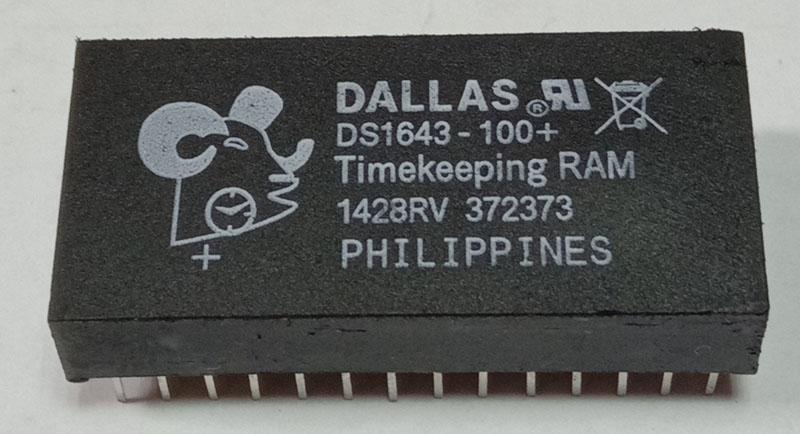 DALLAS ®
DS1643-100+
Timekeeping RAM
1428RV 372373
PHILIPPINES
+